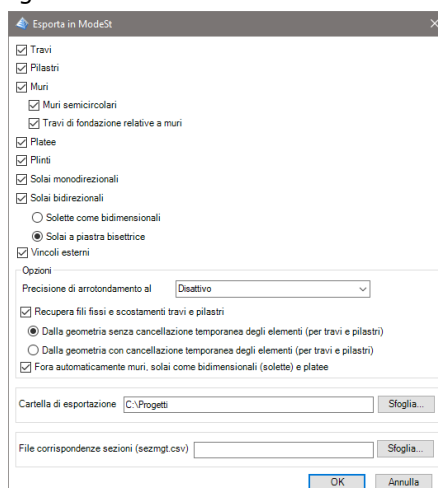 Esporta in ModeSt
Travi
Pilastri
Muri
Muri semicircolari
Travi di fondazione relative a muri
Platee
Plinti
Solai monodirezionali
Solai bidirezionali
Solette come bidimensionali
Solai a piastra bisettrice
Vincoli esterni
Opzioni
Precisione di arrotondamento al Disattivo
Recupera fili fissi e scostamenti travi e pilastri
Dalla geometria senza cancellazione temporanea degli elementi (per travi e pilastri)
Dalla geometria con cancellazione temporanea degli elementi (per travi e pilastri)
Fora automaticamente muri, solai come bidimensionali (solette) e platee
Cartella di esportazione C:\Progetti Sfoglia...
File corrispondenze sezioni (sezmgt.csv) Sfoglia...
OK Annulla